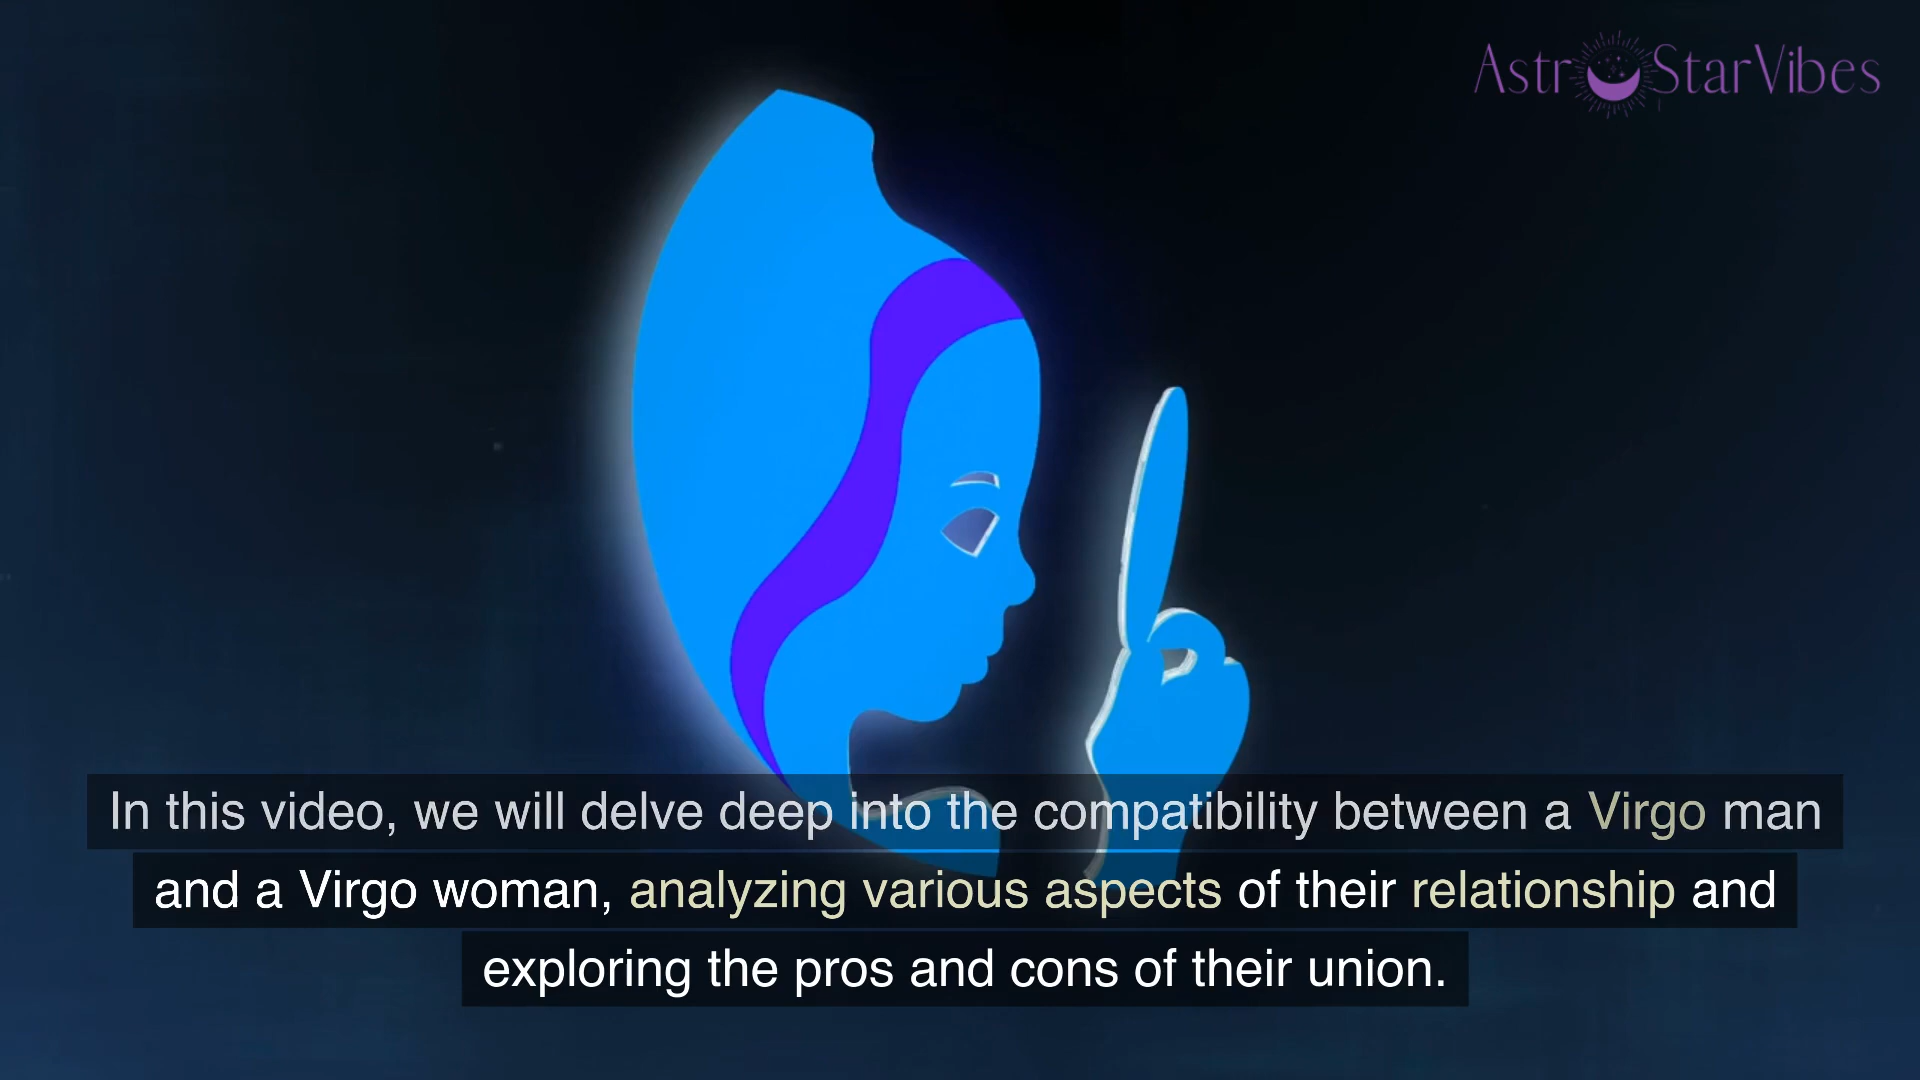 AstroStarVibes
In this video, we will delve deep into the compatibility between a Virgo man
and a Virgo woman, analyzing various aspects of their relationship and
exploring the pros and cons of their union.